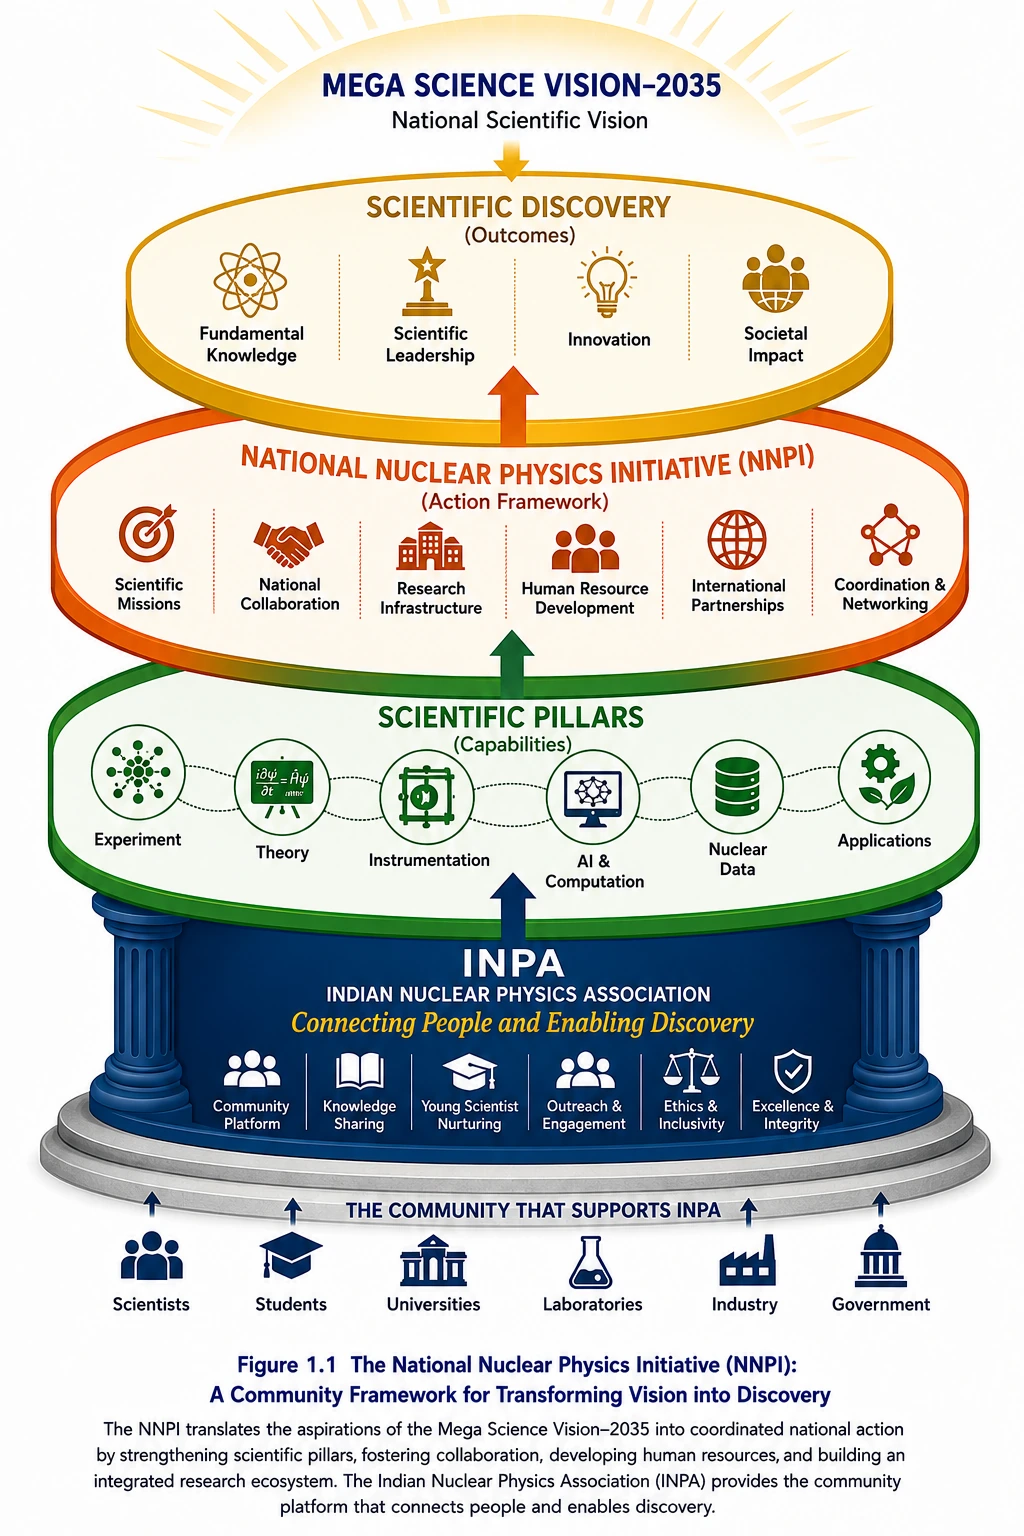 MEGA SCIENCE VISION–2035
National Scientific Vision
SCIENTIFIC DISCOVERY
(Outcomes)
Fundamental
Knowledge
Scientific
Leadership
Innovation
Societal
Impact
NATIONAL NUCLEAR PHYSICS INITIATIVE (NNPI)
(Action Framework)
Scientific
Missions
National
Collaboration
Research
Infrastructure
Human Resource
Development
International
Partnerships
Coordination &
Networking
SCIENTIFIC PILLARS
(Capabilities)
Experiment
Theory
Instrumentation
AI &
Computation
Nuclear
Data
Applications
INPA
INDIAN NUCLEAR PHYSICS ASSOCIATION
Connecting People and Enabling Discovery
Community
Platform
Knowledge
Sharing
Young Scientist
Nurturing
Outreach &
Engagement
Ethics &
Inclusivity
Excellence &
Integrity
THE COMMUNITY THAT SUPPORTS INPA
Scientists
Students
Universities
Laboratories
Industry
Government
Figure 1.1 The National Nuclear Physics Initiative (NNPI):
A Community Framework for Transforming Vision into Discovery
The NNPI translates the aspirations of the Mega Science Vision–2035 into coordinated national action
by strengthening scientific pillars, fostering collaboration, developing human resources, and building an
integrated research ecosystem. The Indian Nuclear Physics Association (INPA) provides the community
platform that connects people and enables discovery.